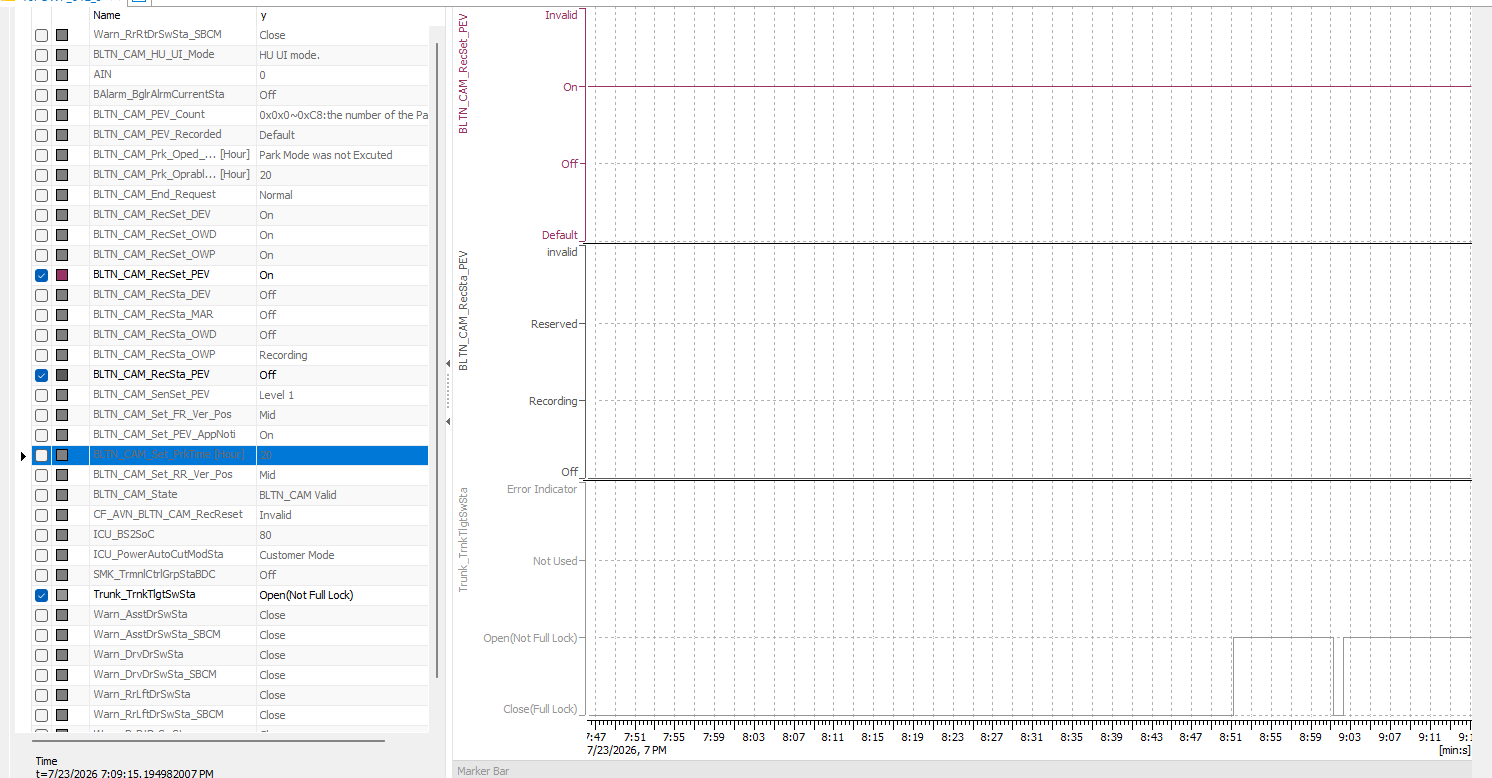 Name y
Warn_RrRtDrSwSta_SBCM Close
BLTN_CAM_HU_UI_Mode HU UI mode.
AIN 0
BAlarm_BglrAlrmCurrentSta Off
BLTN_CAM_PEV_Count 0x0x0~0xC8:the number of the Pa
BLTN_CAM_PEV_Recorded Default
BLTN_CAM_Prk_Oped_... [Hour] Park Mode was not Excuted
BLTN_CAM_Prk_Oprabl... [Hour] 20
BLTN_CAM_End_Request Normal
BLTN_CAM_RecSet_DEV On
BLTN_CAM_RecSet_OWD On
BLTN_CAM_RecSet_OWP On
BLTN_CAM_RecSet_PEV On
BLTN_CAM_RecSta_DEV Off
BLTN_CAM_RecSta_MAR Off
BLTN_CAM_RecSta_OWD Off
BLTN_CAM_RecSta_OWP Recording
BLTN_CAM_RecSta_PEV Off
BLTN_CAM_SenSet_PEV Level 1
BLTN_CAM_Set_FR_Ver_Pos Mid
BLTN_CAM_Set_PEV_AppNoti On
BLTN_CAM_Set_PrkTime [Hour] 20
BLTN_CAM_Set_RR_Ver_Pos Mid
BLTN_CAM_State BLTN_CAM Valid
CF_AVN_BLTN_CAM_RecReset Invalid
ICU_BS2SoC 80
ICU_PowerAutoCutModSta Customer Mode
SMK_TrmnlCtrlGrpStaBDC Off
Trunk_TrnkTlgtSwSta Open(Not Full Lock)
Warn_AsstDrSwSta Close
Warn_AsstDrSwSta_SBCM Close
Warn_DrvDrSwSta Close
Warn_DrvDrSwSta_SBCM Close
Warn_RrLftDrSwSta Close
Warn_RrLftDrSwSta_SBCM Close
Time
t=7/23/2026 7:09:15.194982007 PM
BLTN_CAM_RecSet_PEV
Invalid
On
Off
Default
BLTN_CAM_RecSta_PEV
invalid
Reserved
Recording
Off
Trunk_TrnkTlgtSwSta
Error Indicator
Not Used
Open(Not Full Lock)
Close(Full Lock)
7:47 7:51 7:55 7:59 8:03 8:07 8:11 8:15 8:19 8:23 8:27 8:31 8:35 8:39 8:43 8:47 8:51 8:55 8:59 9:03 9:07 9:11
7/23/2026, 7 PM [min:s]
Marker Bar